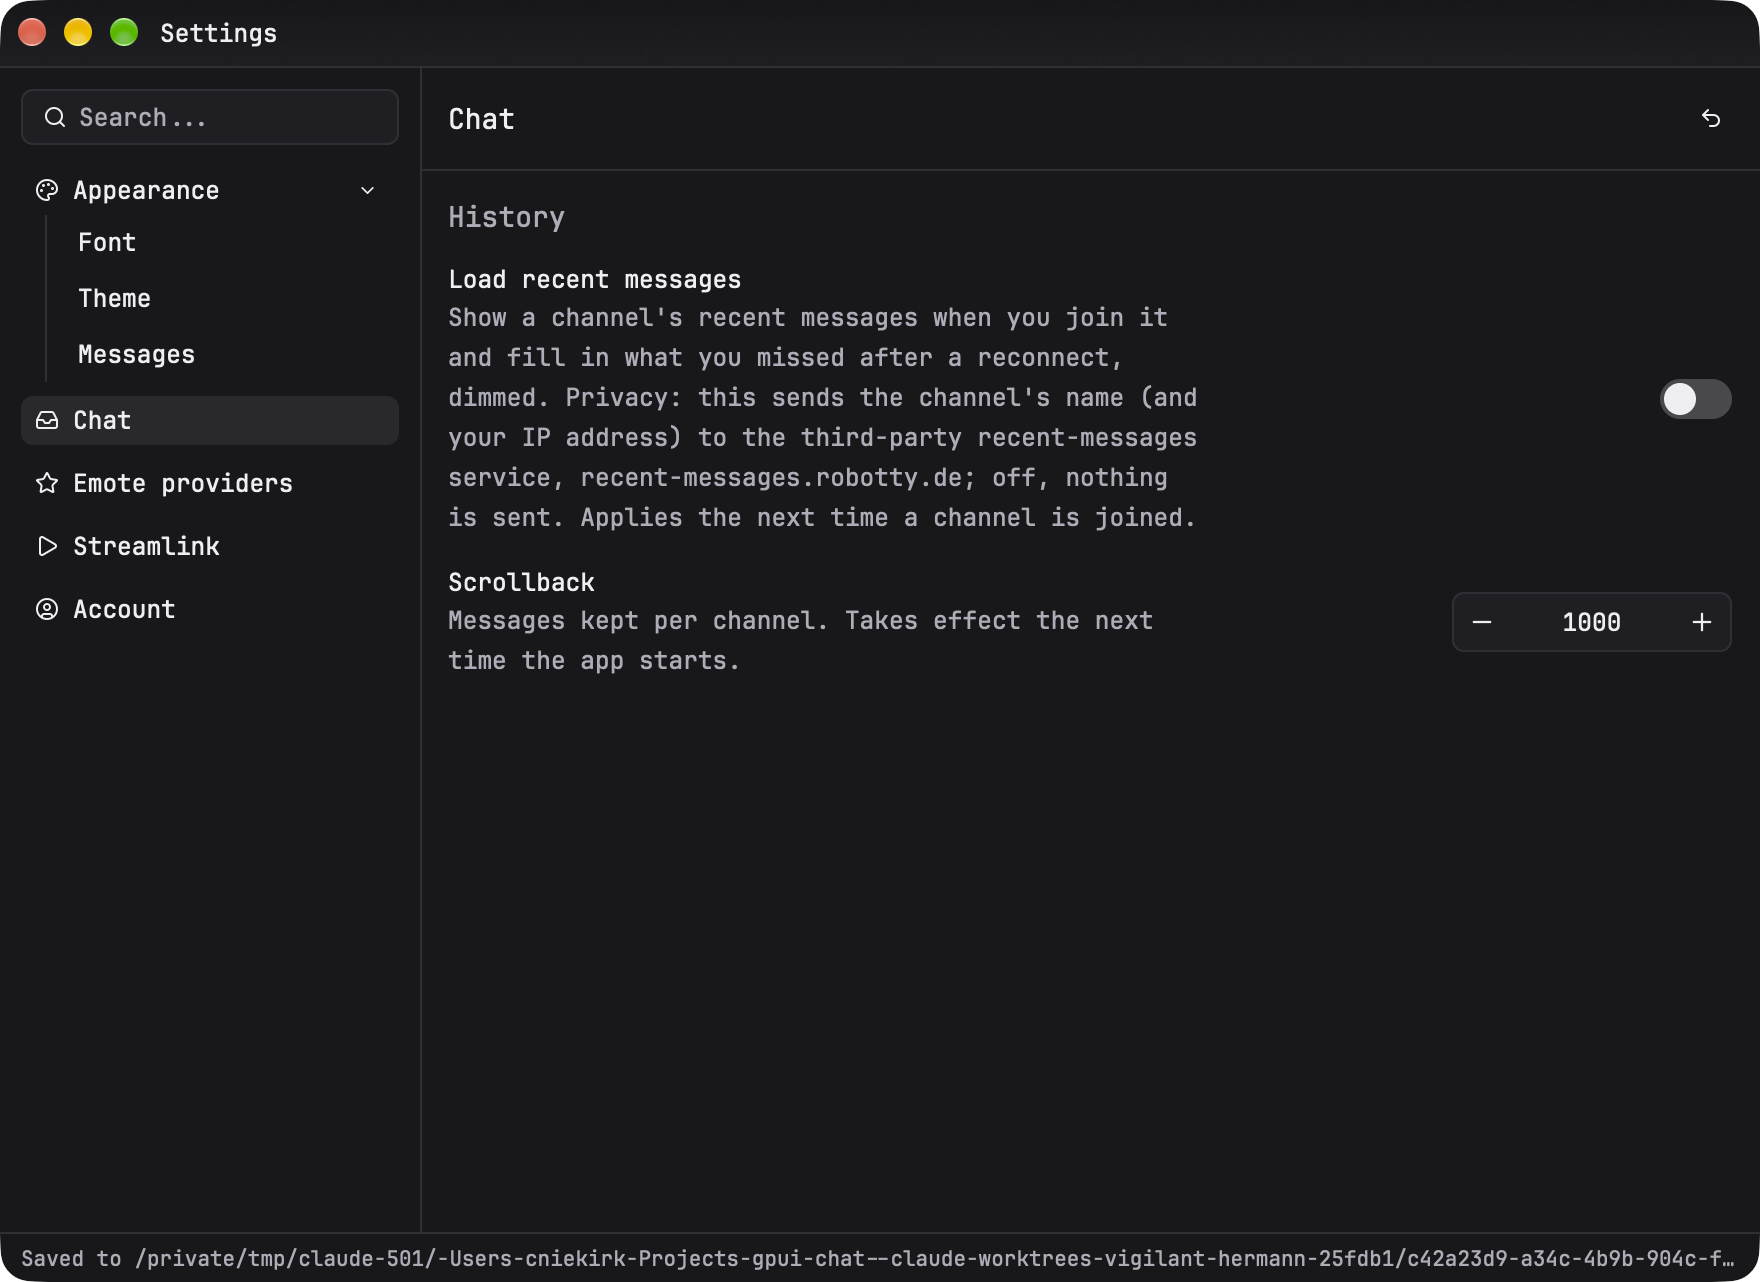 Settings
Search...
Appearance
Font
Theme
Messages
Chat
Emote providers
Streamlink
Account
Chat
History
Load recent messages
Show a channel's recent messages when you join it
and fill in what you missed after a reconnect,
dimmed. Privacy: this sends the channel's name (and
your IP address) to the third-party recent-messages
service, recent-messages.robotty.de; off, nothing
is sent. Applies the next time a channel is joined.
Scrollback
Messages kept per channel. Takes effect the next
time the app starts.
1000
Saved to /private/tmp/claude-501/-Users-cniekirk-Projects-gpui-chat--claude-worktrees-vigilant-hermann-25fdb1/c42a23d9-a34c-4b9b-904c-f…